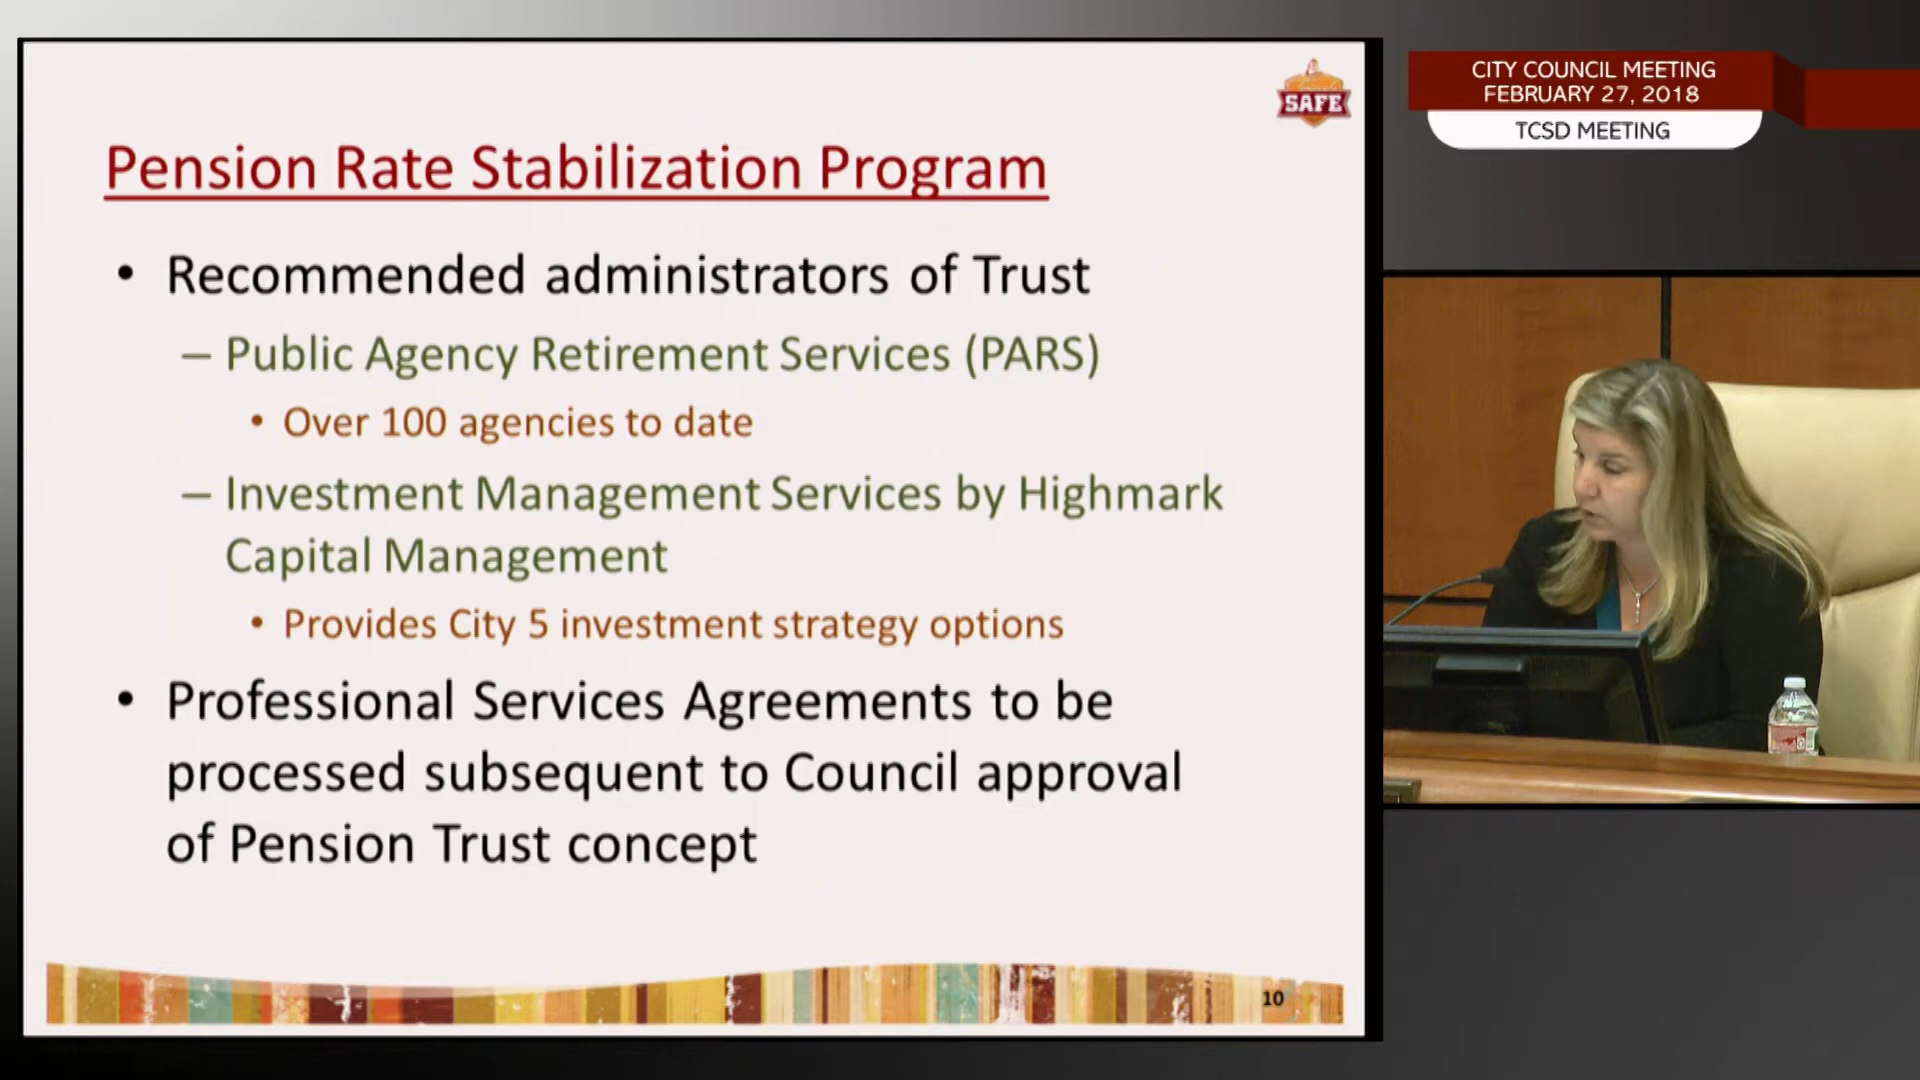 SAFE
CITY COUNCIL MEETING
FEBRUARY 27, 2018
TCSD MEETING
Pension Rate Stabilization Program
• Recommended administrators of Trust
– Public Agency Retirement Services (PARS)
• Over 100 agencies to date
– Investment Management Services by Highmark
Capital Management
• Provides City 5 investment strategy options
• Professional Services Agreements to be
processed subsequent to Council approval
of Pension Trust concept
10